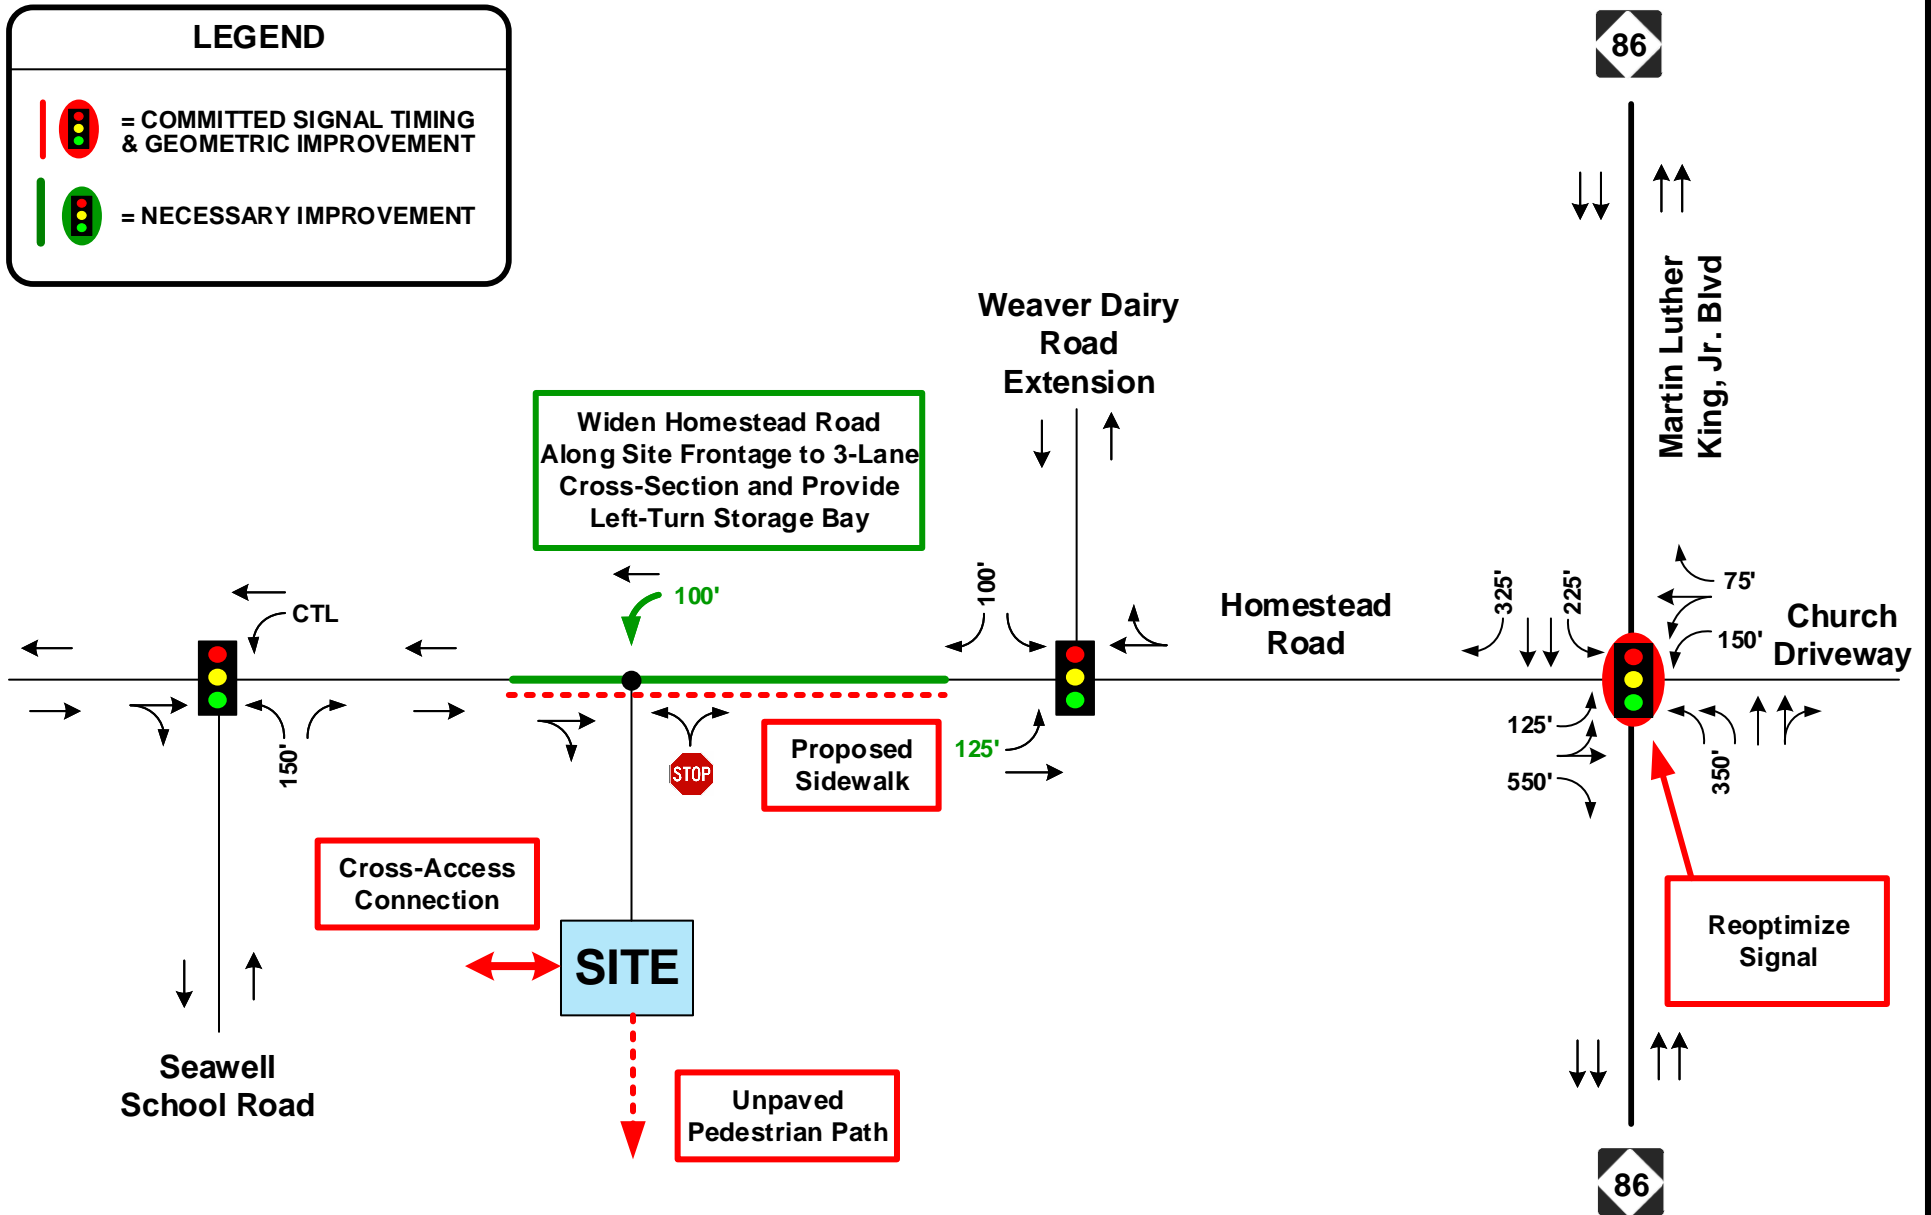 LEGEND
= COMMITTED SIGNAL TIMING
& GEOMETRIC IMPROVEMENT
= NECESSARY IMPROVEMENT
86
Martin Luther
King, Jr. Blvd
Weaver Dairy
Road
Extension
Widen Homestead Road
Along Site Frontage to 3-Lane
Cross-Section and Provide
Left-Turn Storage Bay
CTL
100'
100'
Homestead
Road
325'
225'
75'
150'
Church
Driveway
150'
STOP
Proposed
Sidewalk
125'
125'
550'
350'
Cross-Access
Connection
SITE
Reoptimize
Signal
Seawell
School Road
Unpaved
Pedestrian Path
86